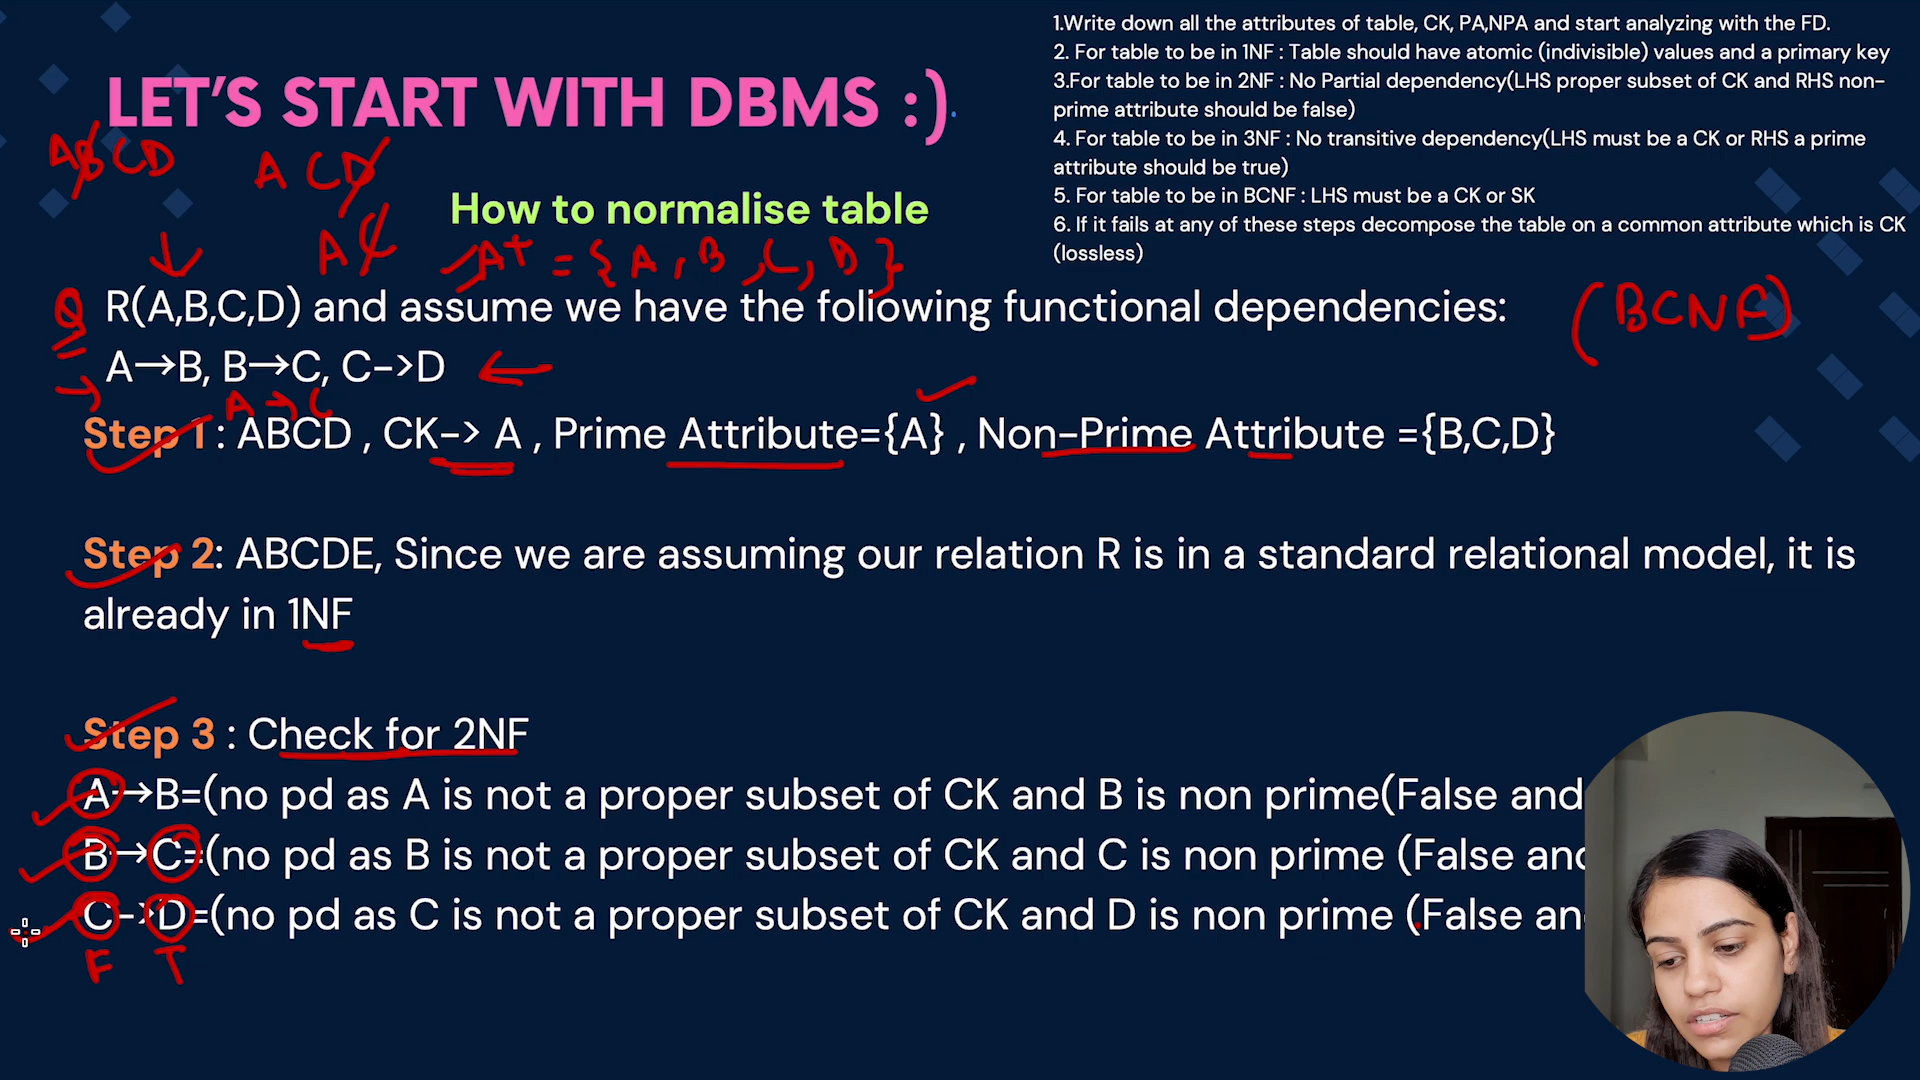 1.Write down all the attributes of table, CK, PA,NPA and start analyzing with the FD.
2. For table to be in 1NF : Table should have atomic (indivisible) values and a primary key
3.For table to be in 2NF : No Partial dependency(LHS proper subset of CK and RHS non-
prime attribute should be false)
4. For table to be in 3NF : No transitive dependency(LHS must be a CK or RHS a prime
attribute should be true)
5. For table to be in BCNF : LHS must be a CK or SK
6. If it fails at any of these steps decompose the table on a common attribute which is CK
(lossless)
LET'S START WITH DBMS :)
ABCD
ACD
How to normalise table
AC
A+ = {A, B, C, D}
Q
R(A,B,C,D) and assume we have the following functional dependencies:
(BCNF)
A→B, B→C, C->D
A→C
Step 1 : ABCD , CK-> A , Prime Attribute={A} , Non-Prime Attribute ={B,C,D}
Step 2: ABCDE, Since we are assuming our relation R is in a standard relational model, it is
already in 1NF
Step 3 : Check for 2NF
A→B=(no pd as A is not a proper subset of CK and B is non prime(False and
B→C=(no pd as B is not a proper subset of CK and C is non prime (False
C->D=(no pd as C is not a proper subset of CK and D is non prime (False
F T